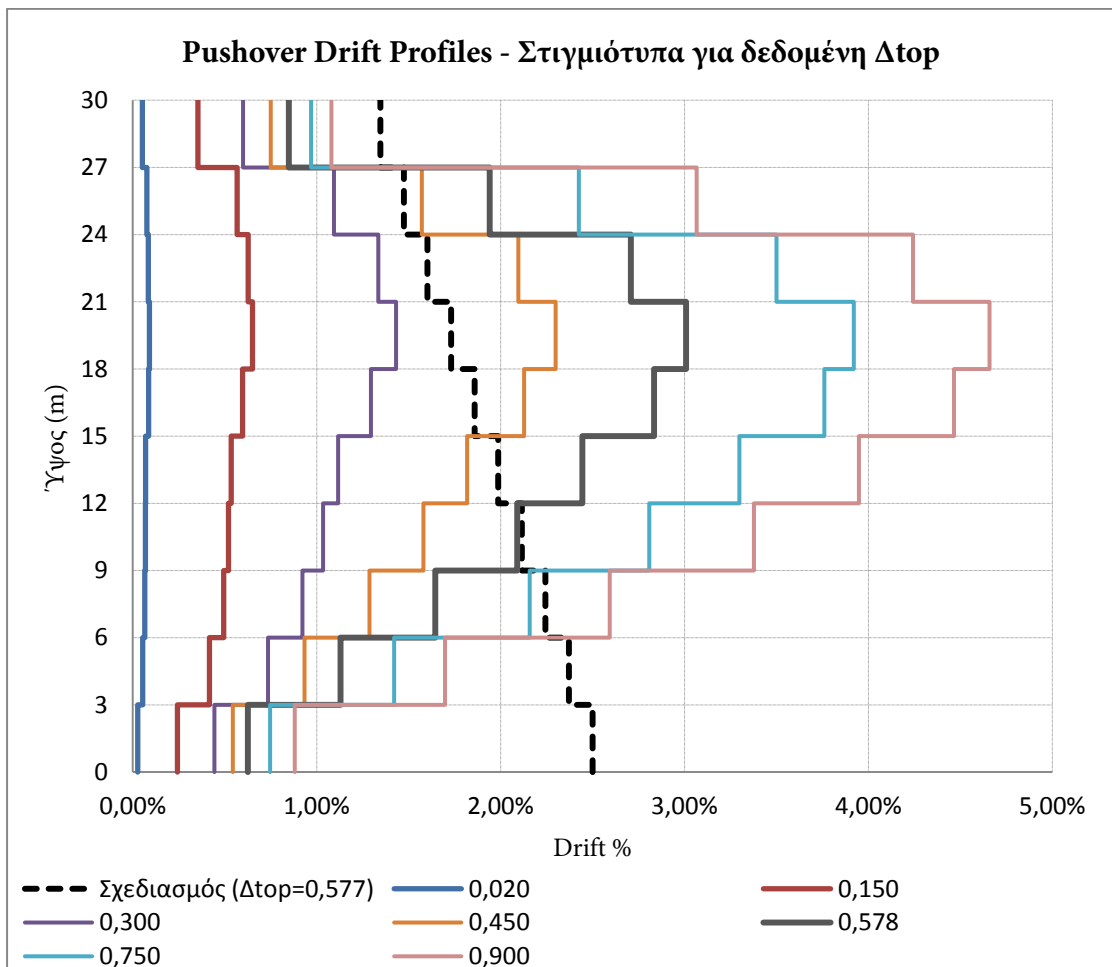 Pushover Drift Profiles - Στιγμιότυπα για δεδομένη Δtop
30
27
24
21
18
15
12
9
6
3
0
Ύψος (m)
0,00% 1,00% 2,00% 3,00% 4,00% 5,00%
Drift %
Σχεδιασμός (Δtop=0,577) 0,020 0,150
0,300 0,450 0,578
0,750 0,900